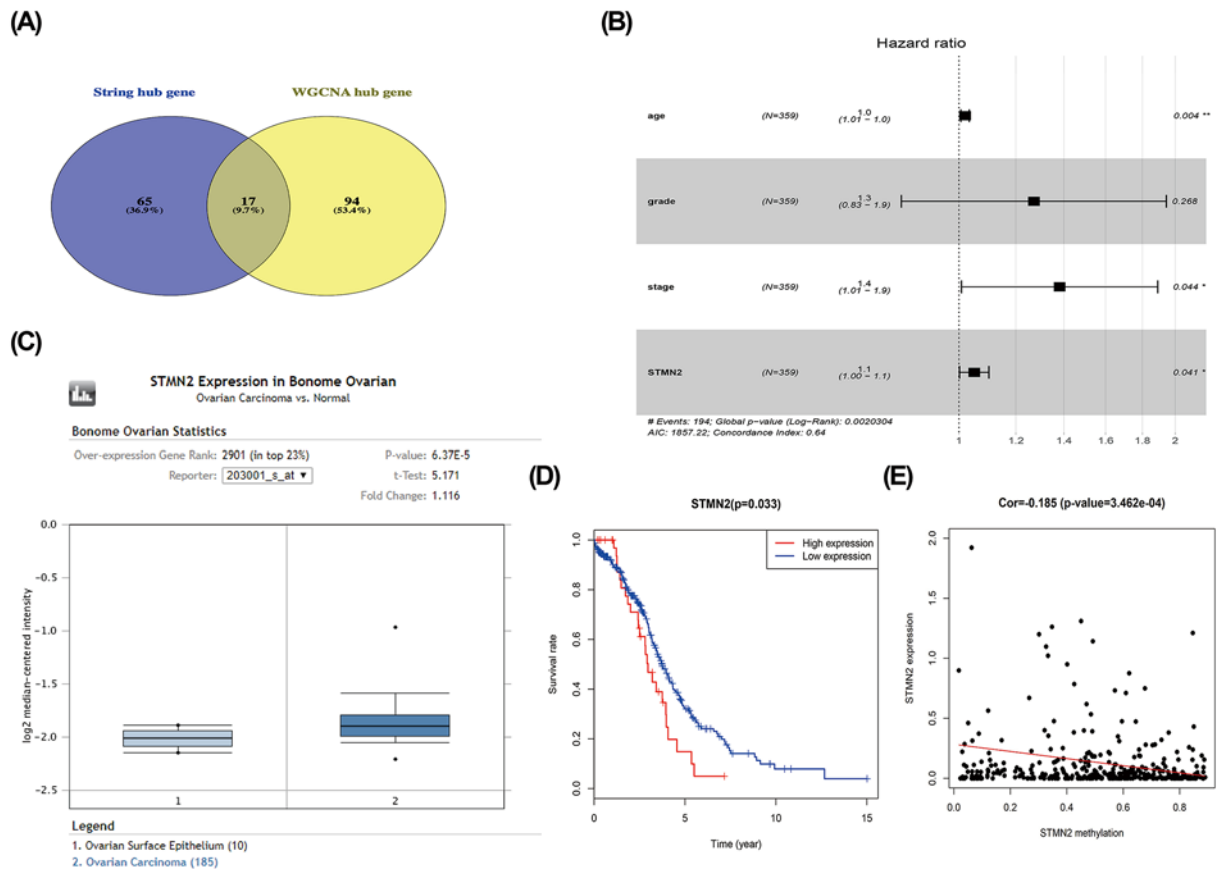 (A)
String hub gene
WGCNA hub gene
65
(36.9%)
17
(9.7%)
94
(53.4%)
(B)
Hazard ratio
age
(N=359)
1.0
(1.01 − 1.0)
0.004 **
grade
(N=359)
1.3
(0.83 − 1.9)
0.268
stage
(N=359)
1.4
(1.01 − 1.9)
0.044 *
STMN2
(N=359)
1.1
(1.00 − 1.1)
0.041 *
# Events: 194; Global p−value (Log−Rank): 0.0020304
AIC: 1857.22; Concordance Index: 0.64
1 1.2 1.4 1.6 1.8 2
(C)
STMN2 Expression in Bonome Ovarian
Ovarian Carcinoma vs. Normal
Bonome Ovarian Statistics
Over-expression Gene Rank: 2901 (in top 23%)
Reporter: 203001_s_at ▼
P-value: 6.37E-5
t-Test: 5.171
Fold Change: 1.116
log2 median-centered intensity
0.0
−0.5
−1.0
−1.5
−2.0
−2.5
1 2
Legend
1. Ovarian Surface Epithelium (10)
2. Ovarian Carcinoma (185)
(D)
STMN2(p=0.033)
High expression
Low expression
Survival rate
1.0
0.8
0.6
0.4
0.2
0.0
0 5 10 15
Time (year)
(E)
Cor=-0.185 (p-value=3.462e-04)
STMN2 expression
2.0
1.5
1.0
0.5
0.0
0.0 0.2 0.4 0.6 0.8
STMN2 methylation